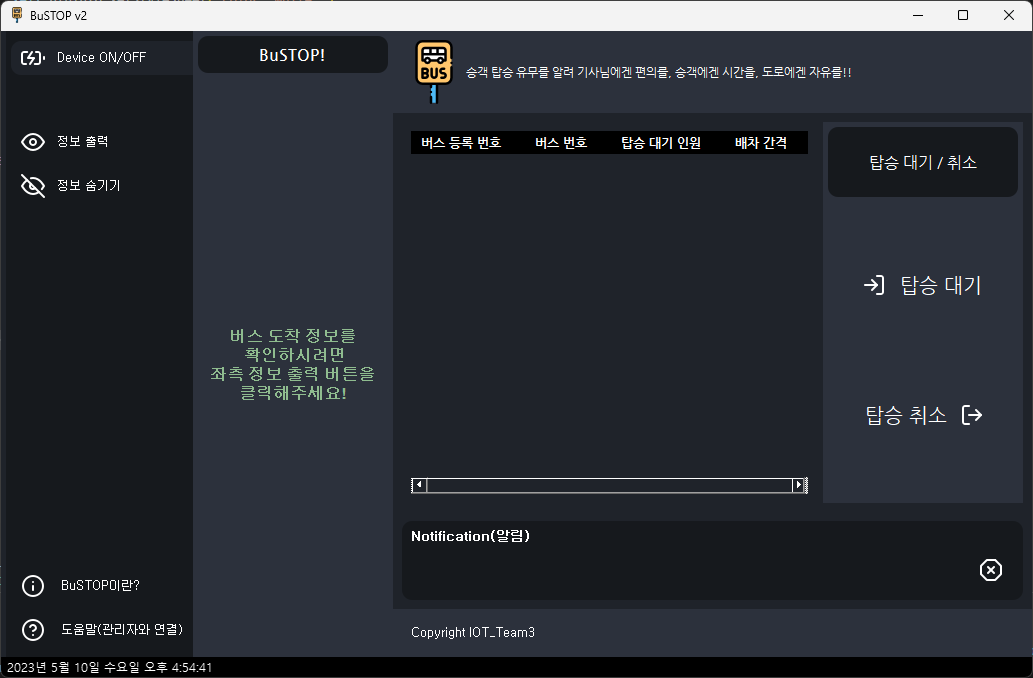 BuSTOP v2
Device ON/OFF
정보 출력
정보 숨기기
BuSTOP이란?
도움말(관리자와 연결)
BuSTOP!
버스 도착 정보를
확인하시려면
좌측 정보 출력 버튼을
클릭해주세요!
BUS
승객 탑승 유무를 알려 기사님에겐 편의를, 승객에겐 시간을, 도로에겐 자유를!!
버스 등록 번호 버스 번호 탑승 대기 인원 배차 간격
탑승 대기 / 취소
탑승 대기
탑승 취소
Notification(알림)
Copyright IOT_Team3
2023년 5월 10일 수요일 오후 4:54:41